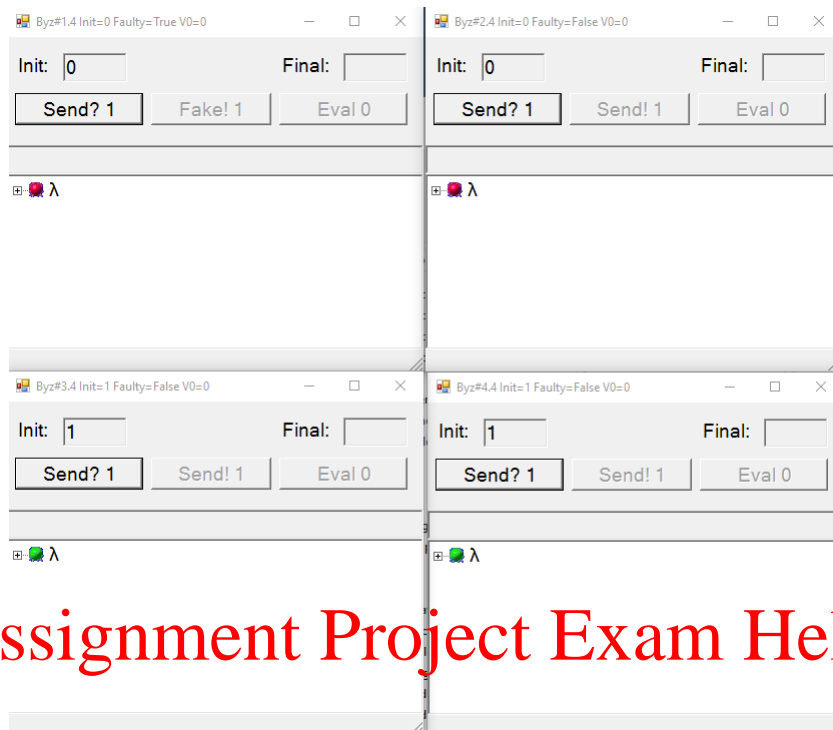 Byz#1.4 Init=0 Faulty=True V0=0
Init: 0 Final:
Send? 1 Fake! 1 Eval 0
λ
Byz#2.4 Init=0 Faulty=False V0=0
Init: 0 Final:
Send? 1 Send! 1 Eval 0
λ
Byz#3.4 Init=1 Faulty=False V0=0
Init: 1 Final:
Send? 1 Send! 1 Eval 0
λ
Byz#4.4 Init=1 Faulty=False V0=0
Init: 1 Final:
Send? 1 Send! 1 Eval 0
λ
ssignment Project Exam Hel